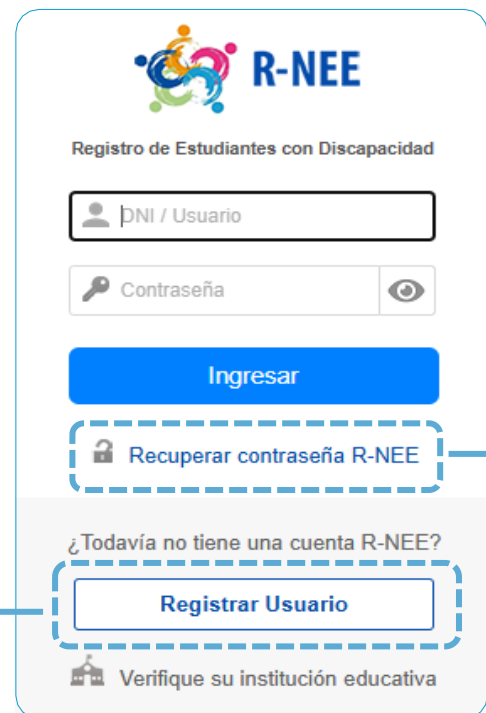 R-NEE
Registro de Estudiantes con Discapacidad
DNI / Usuario
Contraseña
Ingresar
Recuperar contraseña R-NEE
¿Todavía no tiene una cuenta R-NEE?
Registrar Usuario
Verifique su institución educativa